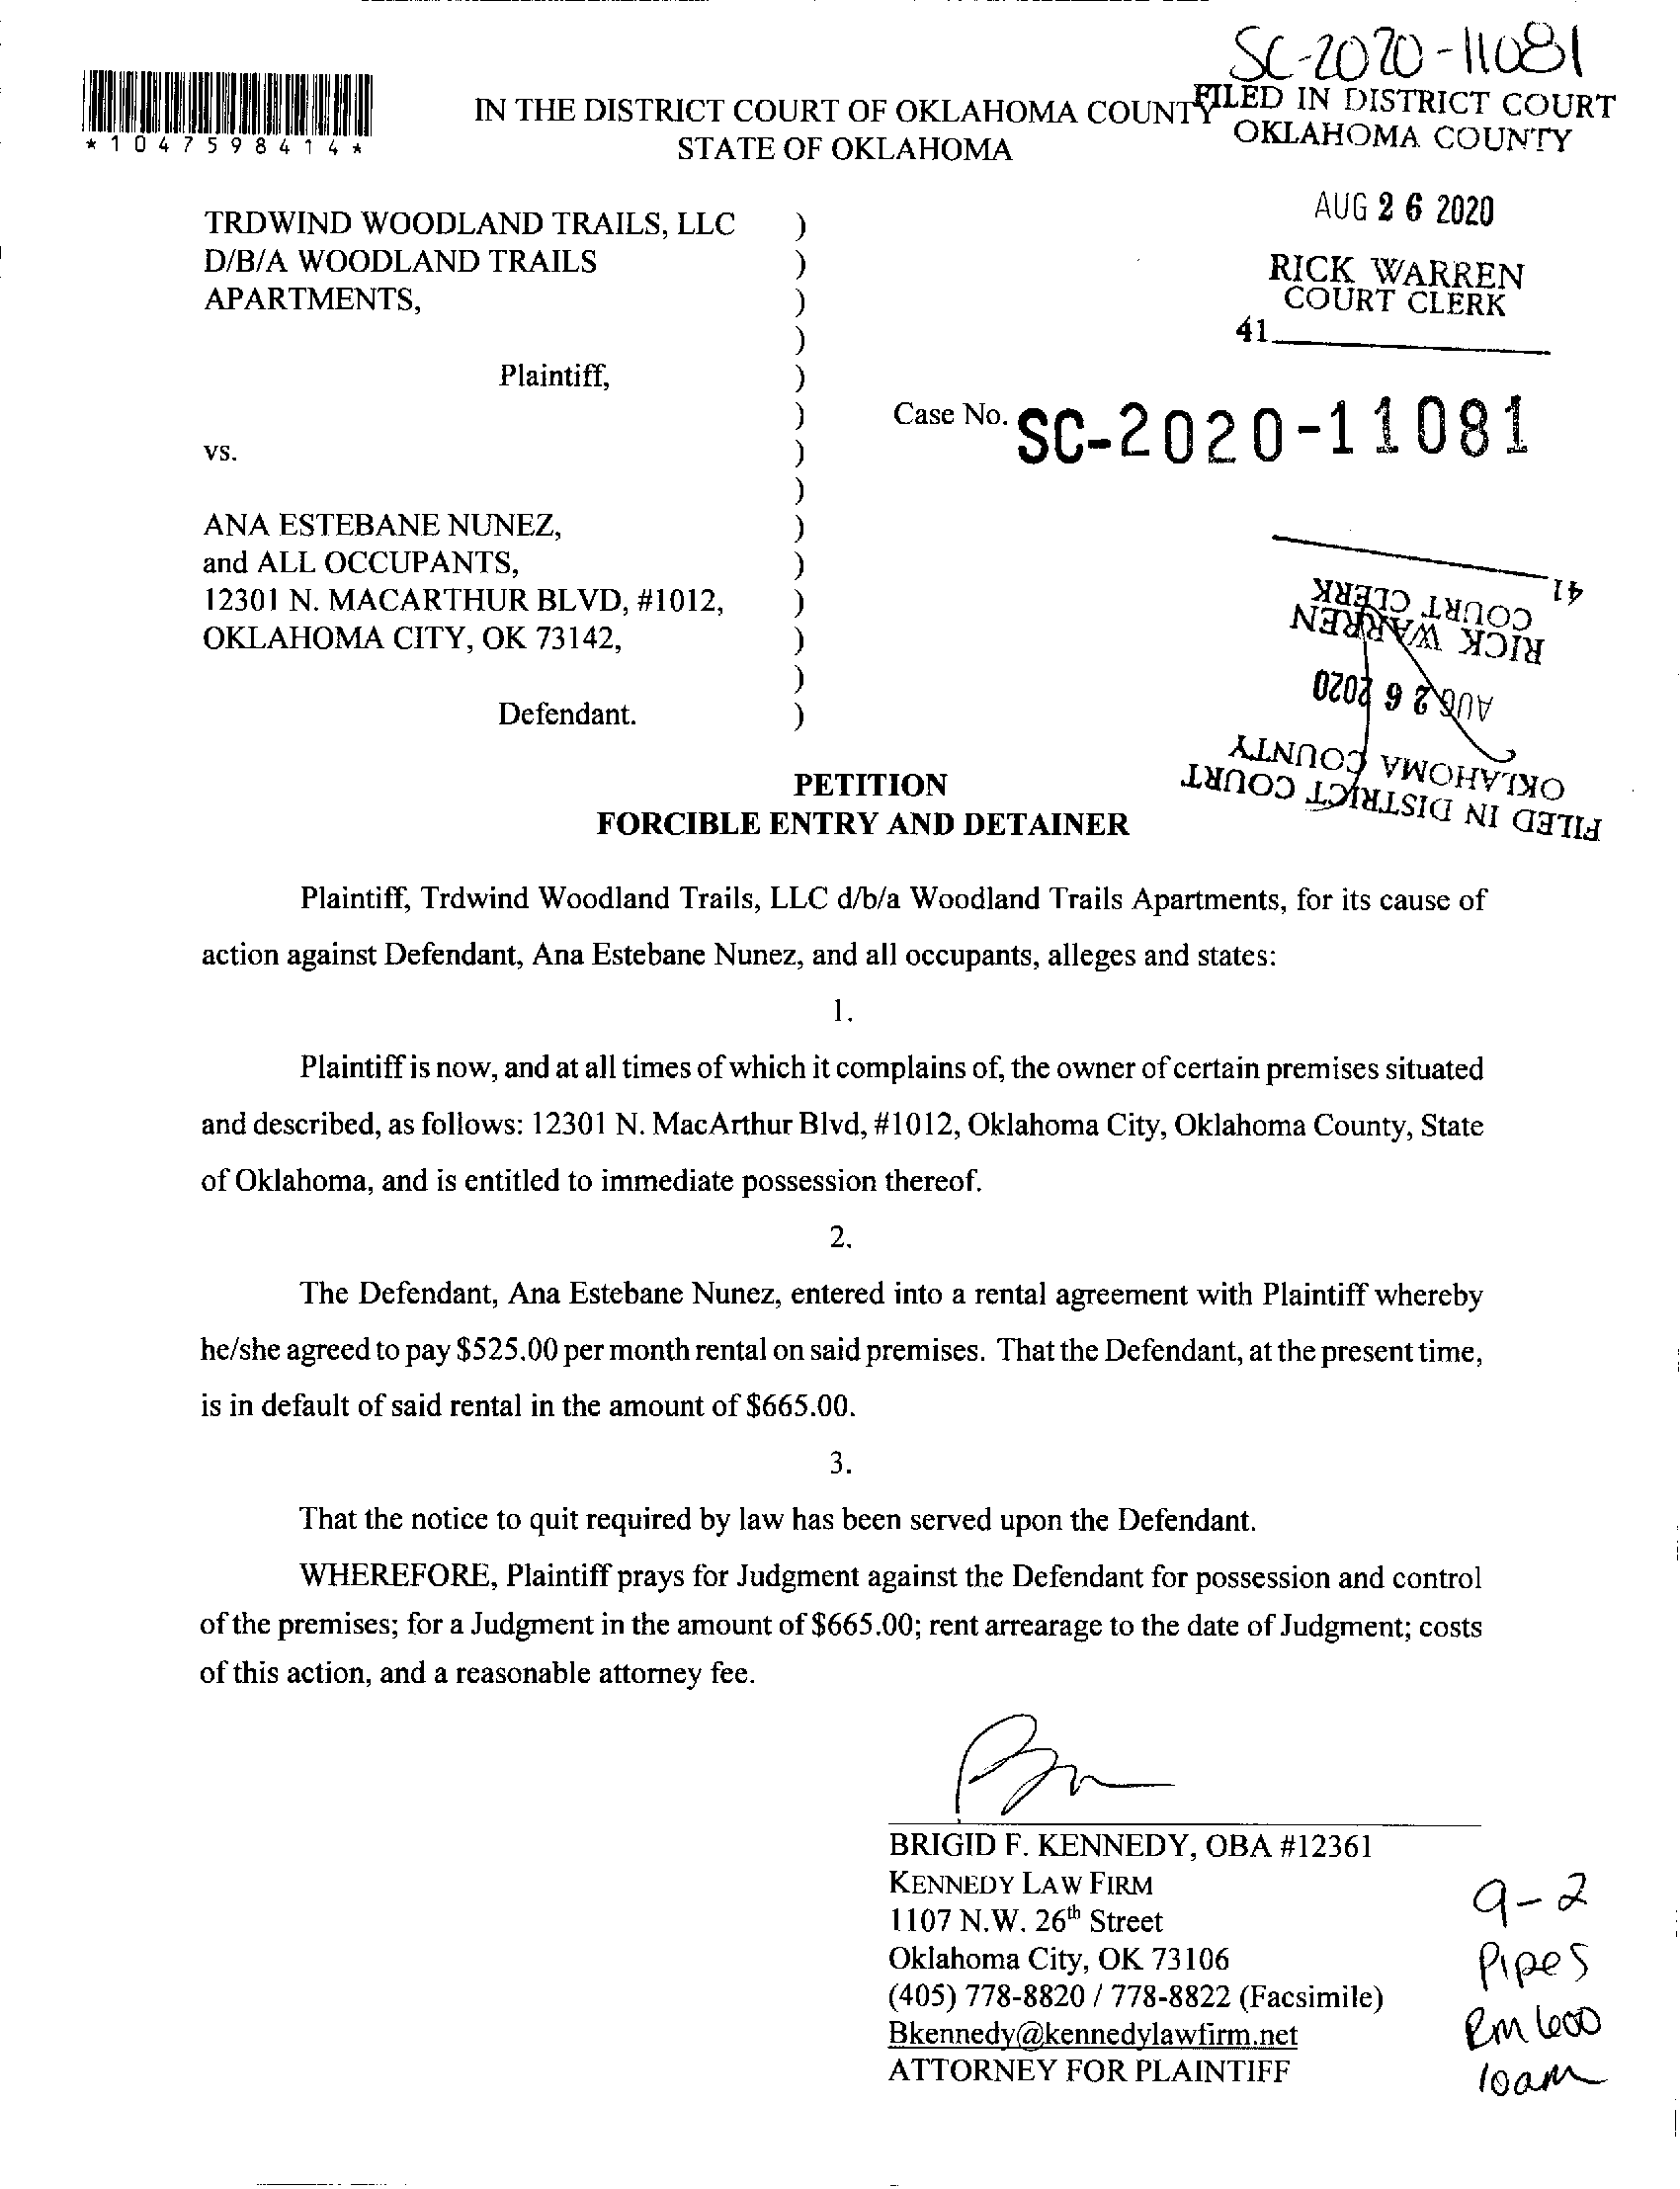 SC-2020-11081
*1047598414*
IN THE DISTRICT COURT OF OKLAHOMA COUNTY
STATE OF OKLAHOMA
FILED IN DISTRICT COURT
OKLAHOMA COUNTY
AUG 26 2020
RICK WARREN
COURT CLERK
41
TRDWIND WOODLAND TRAILS, LLC )
D/B/A WOODLAND TRAILS )
APARTMENTS, )
)
Plaintiff, )
)
Case No. SC-2020-11081
vs. )
)
ANA ESTEBANE NUNEZ, )
and ALL OCCUPANTS, )
12301 N. MACARTHUR BLVD, #1012, )
OKLAHOMA CITY, OK 73142, )
)
Defendant. )
FILED IN DISTRICT COURT
OKLAHOMA COUNTY
AUG 26 2020
RICK WARREN
COURT CLERK
41
PETITION
FORCIBLE ENTRY AND DETAINER
Plaintiff, Trdwind Woodland Trails, LLC d/b/a Woodland Trails Apartments, for its cause of
action against Defendant, Ana Estebane Nunez, and all occupants, alleges and states:
1.
Plaintiff is now, and at all times of which it complains of, the owner of certain premises situated
and described, as follows: 12301 N. MacArthur Blvd, #1012, Oklahoma City, Oklahoma County, State
of Oklahoma, and is entitled to immediate possession thereof.
2.
The Defendant, Ana Estebane Nunez, entered into a rental agreement with Plaintiff whereby
he/she agreed to pay $525.00 per month rental on said premises. That the Defendant, at the present time,
is in default of said rental in the amount of $665.00.
3.
That the notice to quit required by law has been served upon the Defendant.
WHEREFORE, Plaintiff prays for Judgment against the Defendant for possession and control
of the premises; for a Judgment in the amount of $665.00; rent arrearage to the date of Judgment; costs
of this action, and a reasonable attorney fee.
BRIGID F. KENNEDY, OBA #12361
KENNEDY LAW FIRM
1107 N.W. 26th Street
Oklahoma City, OK 73106
(405) 778-8820 / 778-8822 (Facsimile)
Bkennedy@kennedylawfirm.net
ATTORNEY FOR PLAINTIFF
9-2
Pipes
Rm 600
10am